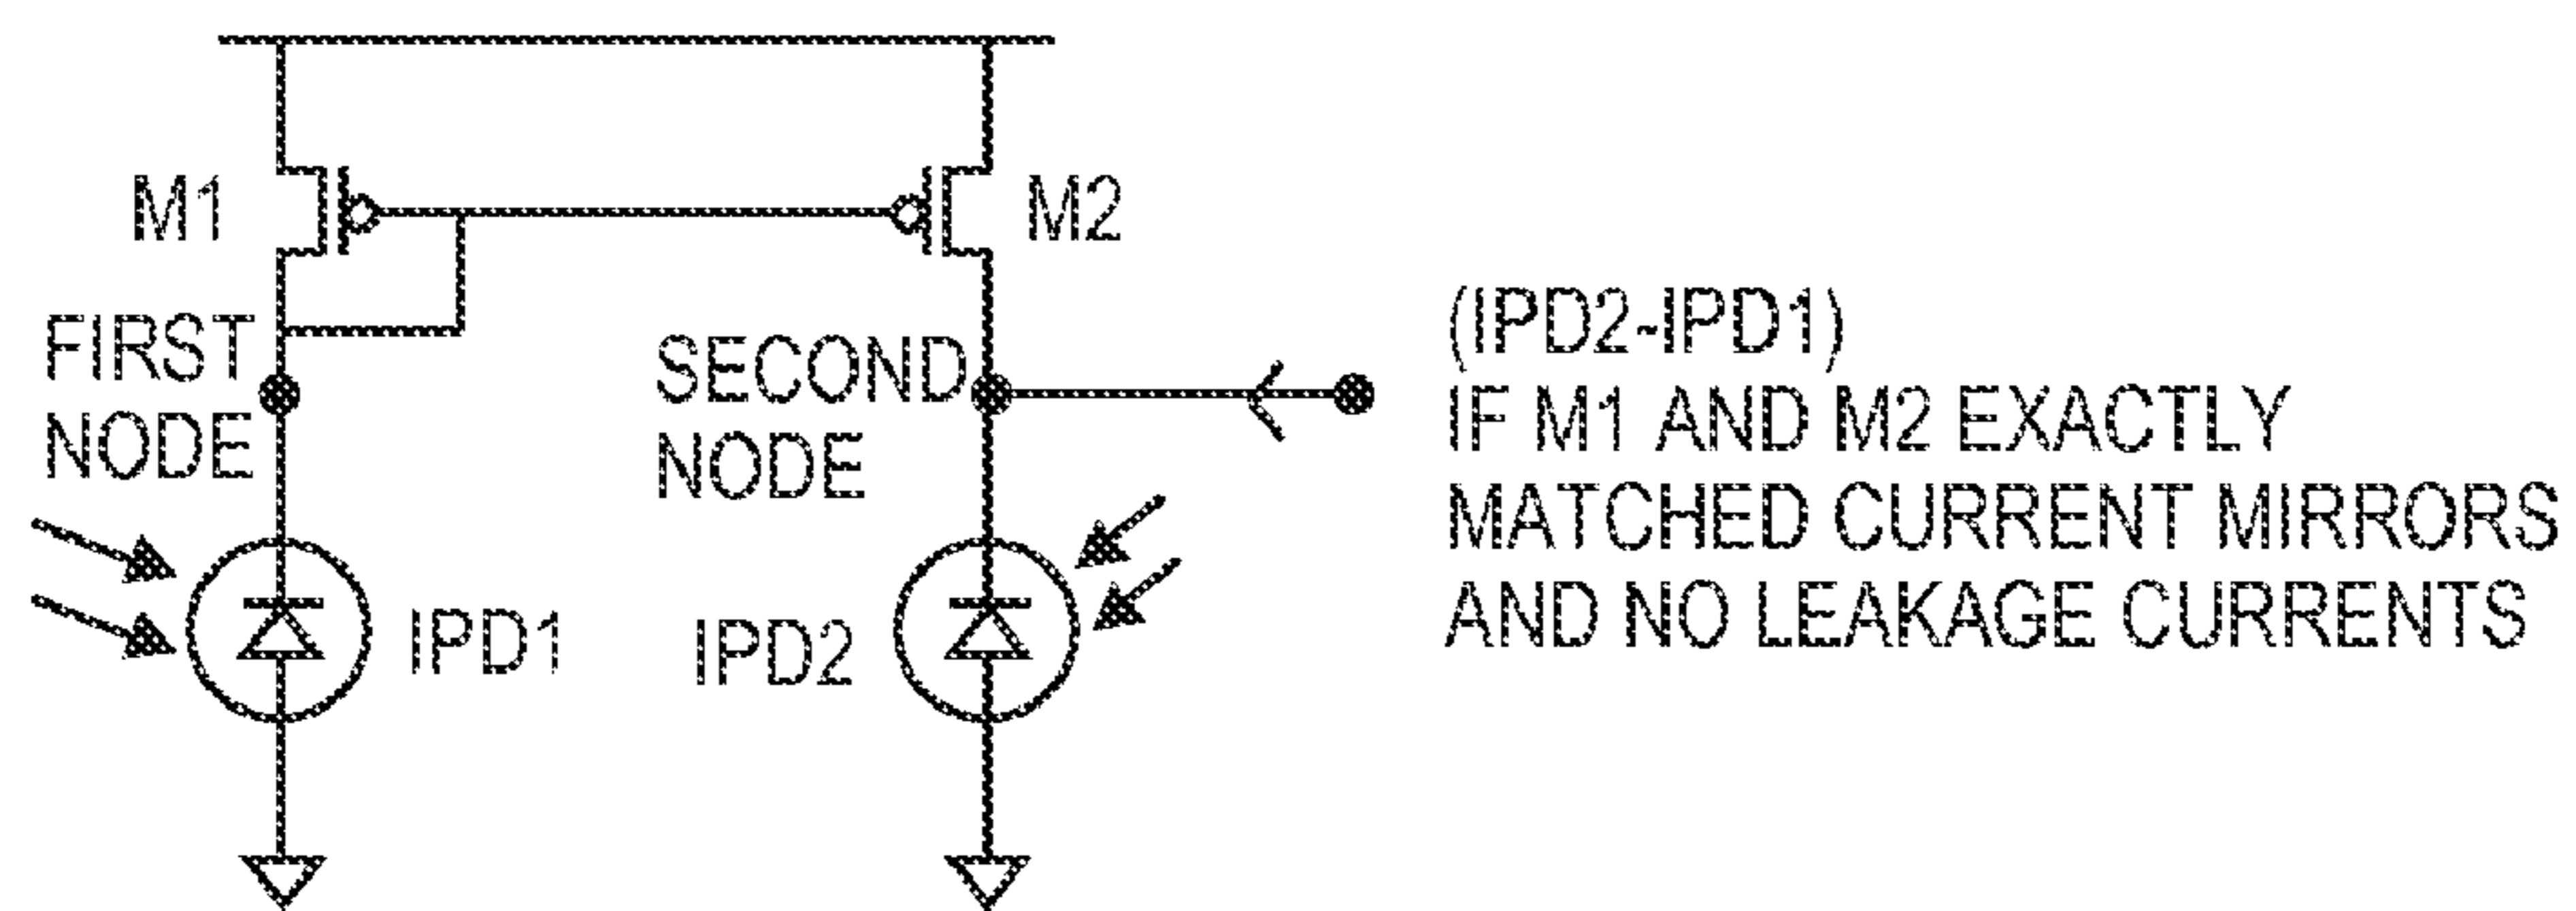 M1
M2
FIRST
NODE
SECOND
NODE
(IPD2-IPD1)
IF M1 AND M2 EXACTLY
MATCHED CURRENT MIRRORS
AND NO LEAKAGE CURRENTS
IPD1
IPD2